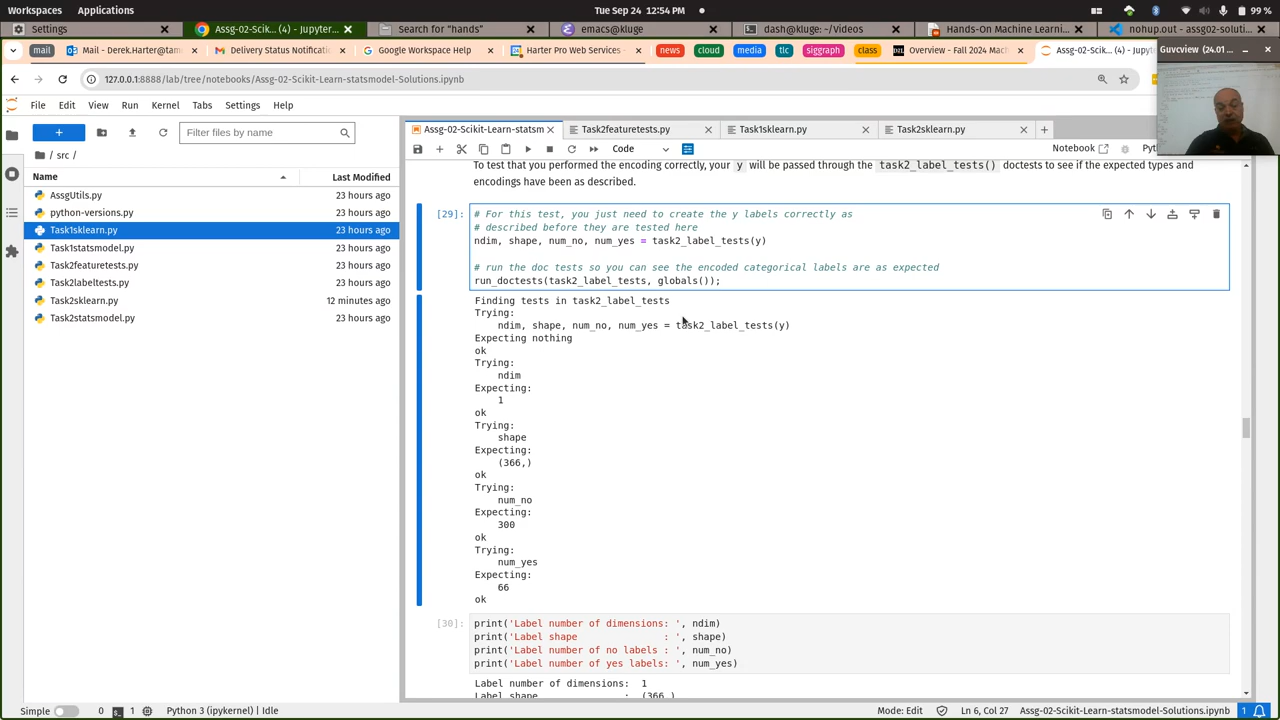 Workspaces
Applications
Tue Sep 24 12:54 PM
99 %
Settings
Assg-02-Scikit-Learn (4) - Jupyter
Search for "hands"
emacs@kluge
dash@kluge: ~/Videos
Hands-On Machine Learning
nohup.out - assg02-soluti
mail
Mail - Derek.Harter@tam
Delivery Status Notificati
Google Workspace Help
Harter Pro Web Services -
news
cloud
media
tlc
siggraph
class
Overview - Fall 2024 Mac
Assg-02-Scik... (4) - Jupy
Guvcview (24.01
127.0.0.1:8888/lab/tree/notebooks/Assg-02-Scikit-Learn-statsmodel-Solutions.ipynb
File Edit View Run Kernel Tabs Settings Help
+
Filter files by name
/ src /
Name
Last Modified
AssgUtils.py 23 hours ago
python-versions.py 23 hours ago
Task1sklearn.py 23 hours ago
Task1statsmodel.py 23 hours ago
Task2featuretests.py 23 hours ago
Task2labeltests.py 23 hours ago
Task2sklearn.py 12 minutes ago
Task2statsmodel.py 23 hours ago
Assg-02-Scikit-Learn-statsm
Task2featuretests.py
Task1sklearn.py
Task2sklearn.py
Code
Notebook
To test that you performed the encoding correctly, your y will be passed through the task2_label_tests() doctests to see if the expected types and
encodings have been as described.
[29]:
# For this test, you just need to create the y labels correctly as
# described before they are tested here
ndim, shape, num_no, num_yes = task2_label_tests(y)
# run the doc tests so you can see the encoded categorical labels are as expected
run_doctests(task2_label_tests, globals());
Finding tests in task2_label_tests
Trying:
ndim, shape, num_no, num_yes = task2_label_tests(y)
Expecting nothing
ok
Trying:
ndim
Expecting:
1
ok
Trying:
shape
Expecting:
(366,)
ok
Trying:
num_no
Expecting:
300
ok
Trying:
num_yes
Expecting:
66
ok
[30]:
print('Label number of dimensions: ', ndim)
print('Label shape                : ', shape)
print('Label number of no labels : ', num_no)
print('Label number of yes labels: ', num_yes)
Label number of dimensions:  1
Label shape                :  (366,)
Simple
0
1
Python 3 (ipykernel) | Idle
Mode: Edit
Ln 6, Col 27
Assg-02-Scikit-Learn-statsmodel-Solutions.ipynb
1